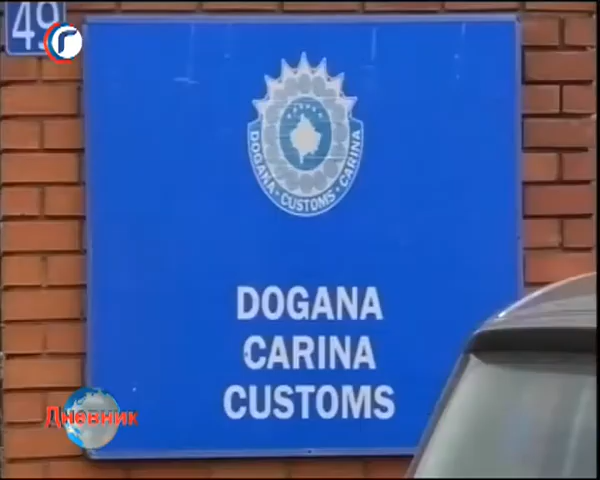 49
DOGANA · CUSTOMS · CARINA
DOGANA
CARINA
CUSTOMS
Дневник